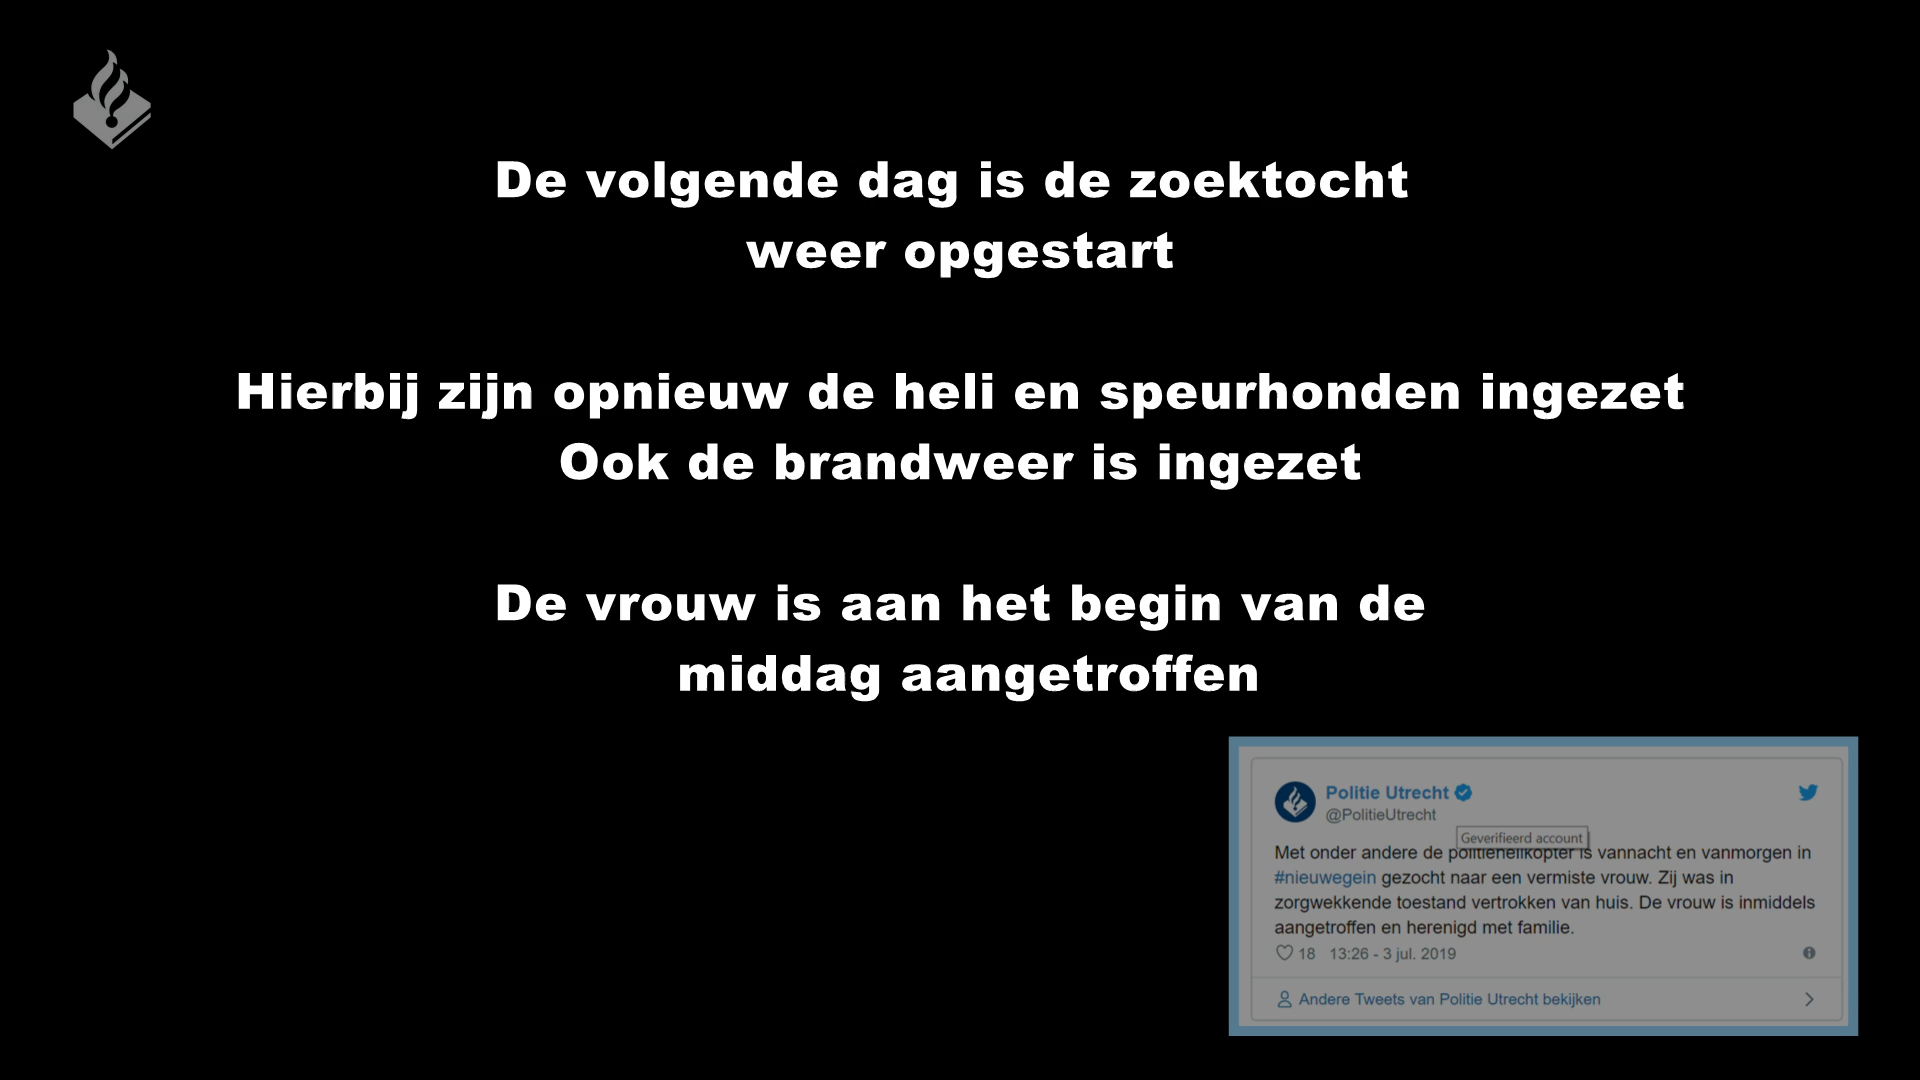 De volgende dag is de zoektocht
weer opgestart
Hierbij zijn opnieuw de heli en speurhonden ingezet
Ook de brandweer is ingezet
De vrouw is aan het begin van de
middag aangetroffen
Politie Utrecht
@PolitieUtrecht
Geverifieerd account
Met onder andere de politiehelikopter is vannacht en vanmorgen in
#nieuwegein gezocht naar een vermiste vrouw. Zij was in
zorgwekkende toestand vertrokken van huis. De vrouw is inmiddels
aangetroffen en herenigd met familie.
18 13:26 - 3 jul. 2019
Andere Tweets van Politie Utrecht bekijken